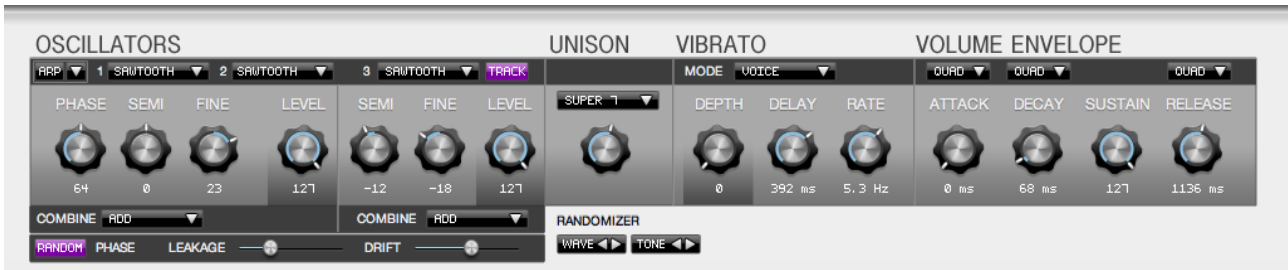 OSCILLATORS UNISON VIBRATO VOLUME ENVELOPE
ARP 1 SAWTOOTH 2 SAWTOOTH 3 SAWTOOTH TRACK MODE VOICE QUAD QUAD QUAD
PHASE SEMI FINE LEVEL SEMI FINE LEVEL SUPER 7 DEPTH DELAY RATE ATTACK DECAY SUSTAIN RELEASE
64 0 23 127 -12 -18 127 0 392 ms 5.3 Hz 0 ms 68 ms 127 1136 ms
COMBINE ADD COMBINE ADD RANDOMIZER
RANDOM PHASE LEAKAGE DRIFT WAVE TONE